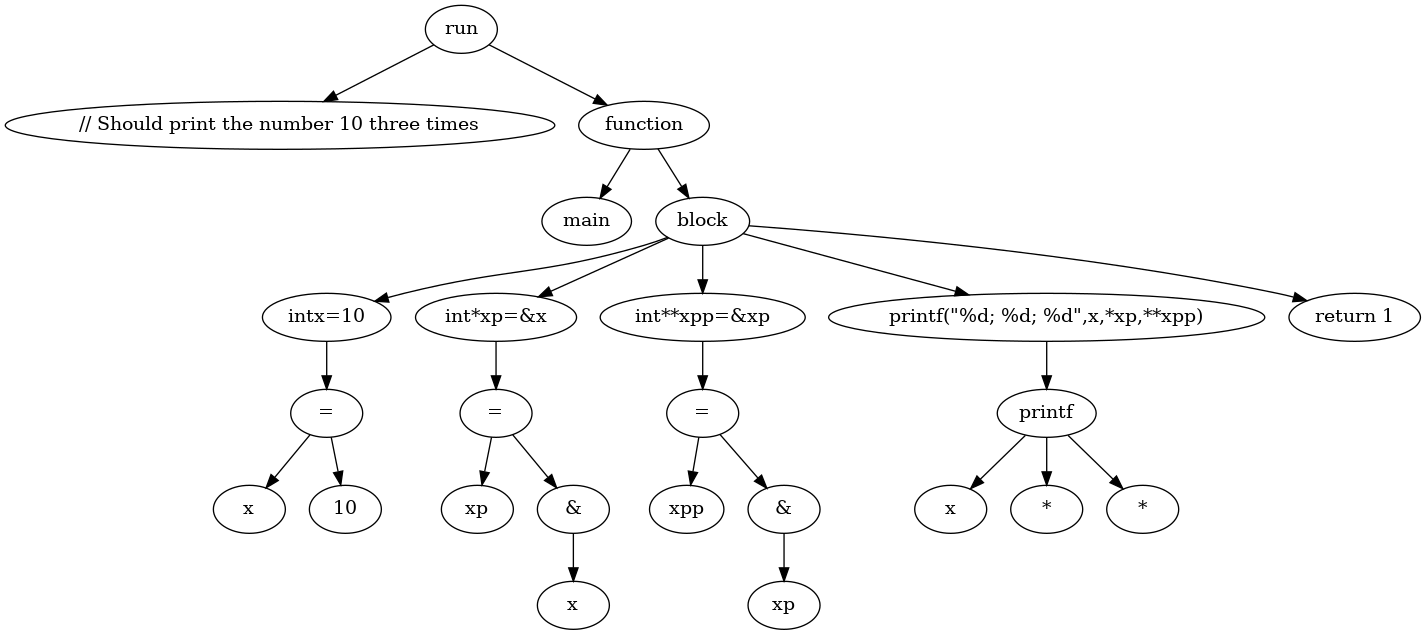 run
// Should print the number 10 three times
function
main
block
intx=10
int*xp=&x
int**xpp=&xp
printf("%d; %d; %d",x,*xp,**xpp)
return 1
=
=
=
printf
x
10
xp
&
xpp
&
x
*
*
x
xp